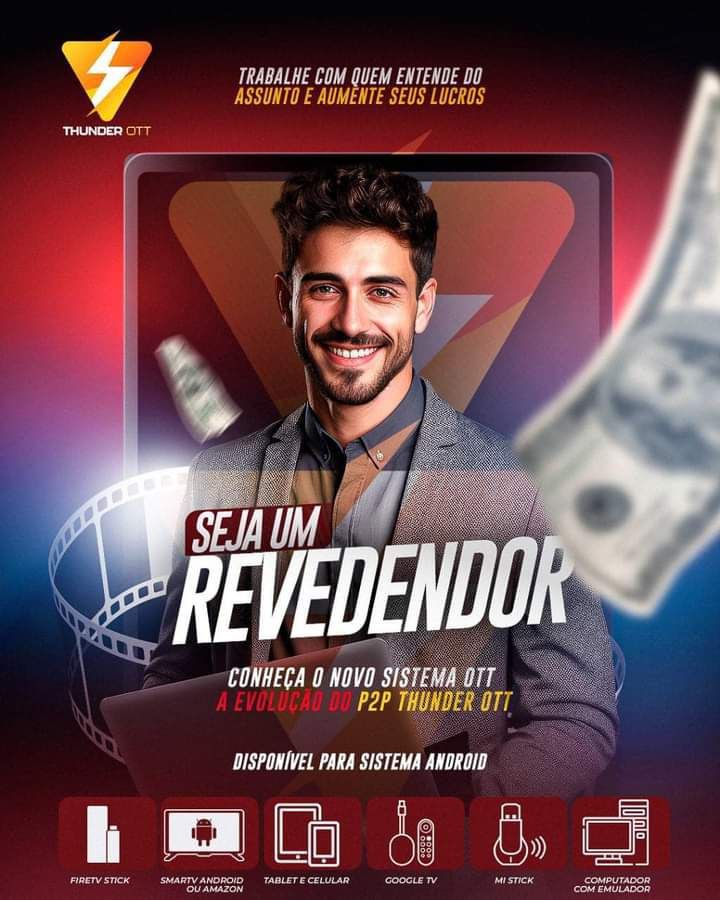 THUNDER OTT
TRABALHE COM QUEM ENTENDE DO
ASSUNTO E AUMENTE SEUS LUCROS
SEJA UM
REVEDENDOR
CONHEÇA O NOVO SISTEMA OTT
A EVOLUÇÃO DO P2P THUNDER OTT
DISPONÍVEL PARA SISTEMA ANDROID
FIRETV STICK
SMARTV ANDROID
OU AMAZON
TABLET E CELULAR
GOOGLE TV
MI STICK
COMPUTADOR
COM EMULADOR